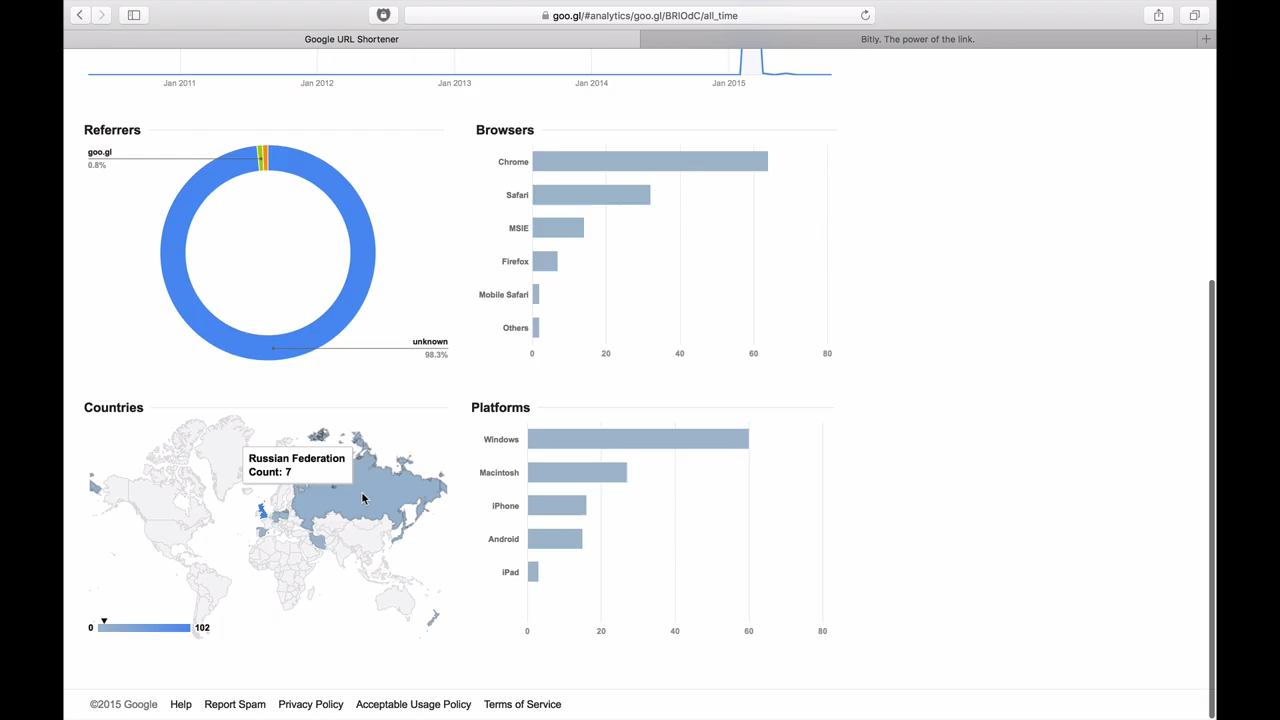 goo.gl/#analytics/goo.gl/BRlOdC/all_time
Google URL Shortener
Bitly. The power of the link.
Jan 2011
Jan 2012
Jan 2013
Jan 2014
Jan 2015
Referrers
goo.gl
0.8%
unknown
98.3%
Browsers
Chrome
Safari
MSIE
Firefox
Mobile Safari
Others
0 20 40 60 80
Countries
Russian Federation
Count: 7
0 102
Platforms
Windows
Macintosh
iPhone
Android
iPad
0 20 40 60 80
©2015 Google Help Report Spam Privacy Policy Acceptable Usage Policy Terms of Service